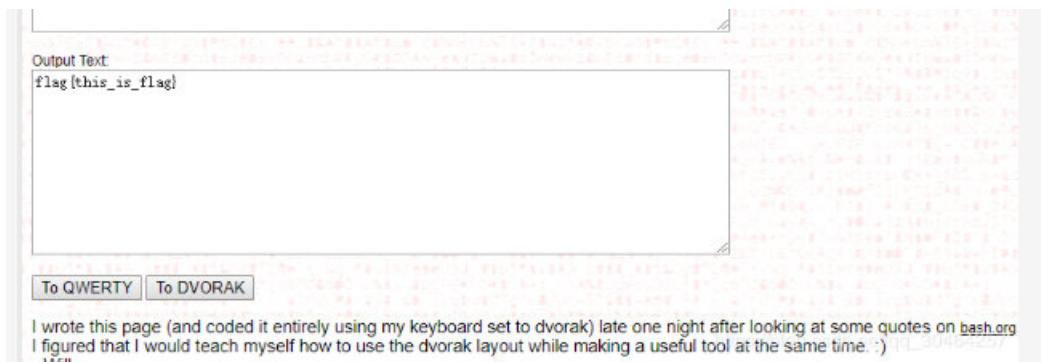 Output Text:
flag{this_is_flag}
To QWERTY To DVORAK
I wrote this page (and coded it entirely using my keyboard set to dvorak) late one night after looking at some quotes on bash.org
I figured that I would teach myself how to use the dvorak layout while making a useful tool at the same time. :-)